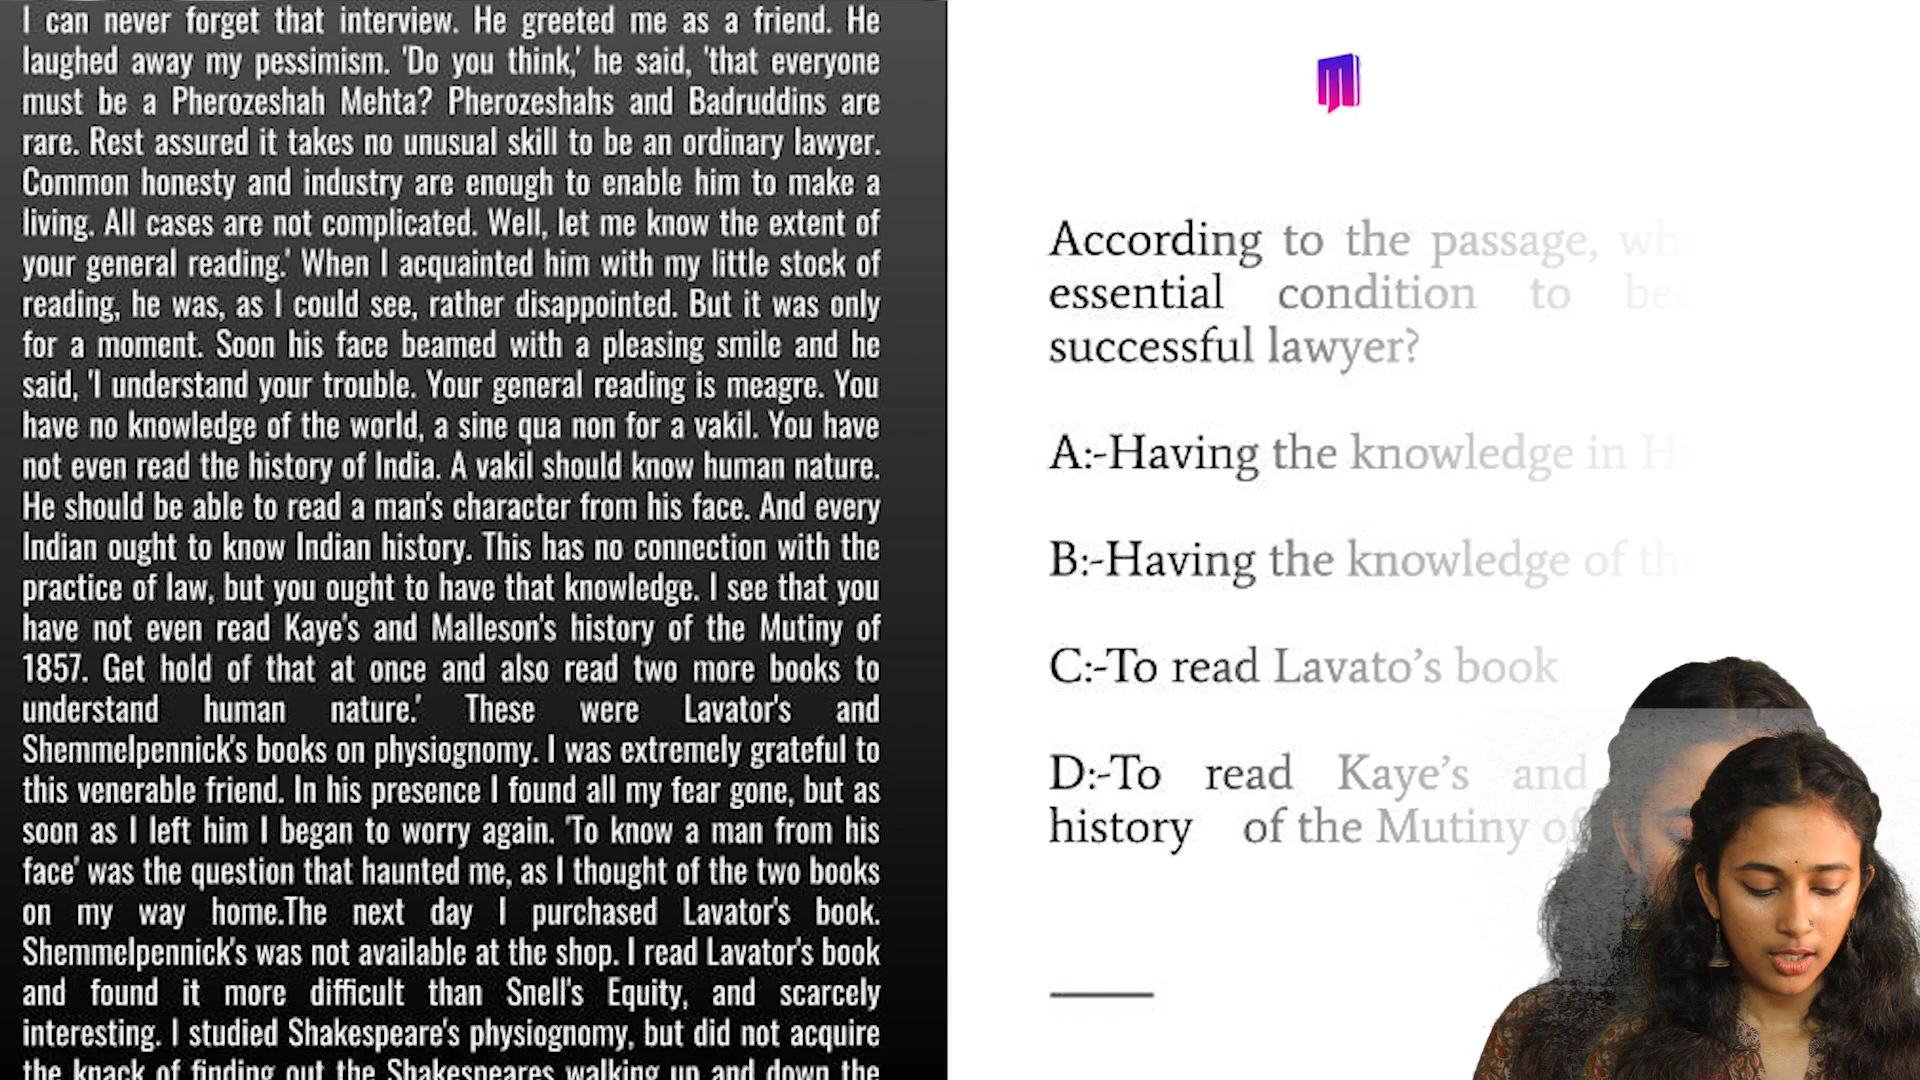 I can never forget that interview. He greeted me as a friend. He
laughed away my pessimism. 'Do you think,' he said, 'that everyone
must be a Pherozeshah Mehta? Pherozeshahs and Badruddins are
rare. Rest assured it takes no unusual skill to be an ordinary lawyer.
Common honesty and industry are enough to enable him to make a
living. All cases are not complicated. Well, let me know the extent of
your general reading.' When I acquainted him with my little stock of
reading, he was, as I could see, rather disappointed. But it was only
for a moment. Soon his face beamed with a pleasing smile and he
said, 'I understand your trouble. Your general reading is meagre. You
have no knowledge of the world, a sine qua non for a vakil. You have
not even read the history of India. A vakil should know human nature.
He should be able to read a man's character from his face. And every
Indian ought to know Indian history. This has no connection with the
practice of law, but you ought to have that knowledge. I see that you
have not even read Kaye's and Malleson's history of the Mutiny of
1857. Get hold of that at once and also read two more books to
understand human nature.' These were Lavator's and
Shemmelpennick's books on physiognomy. I was extremely grateful to
this venerable friend. In his presence I found all my fear gone, but as
soon as I left him I began to worry again. 'To know a man from his
face' was the question that haunted me, as I thought of the two books
on my way home.The next day I purchased Lavator's book.
Shemmelpennick's was not available at the shop. I read Lavator's book
and found it more difficult than Snell's Equity, and scarcely
interesting. I studied Shakespeare's physiognomy, but did not acquire
the knack of finding out the Shakespeares walking up and down the
According to the passage,
essential condition to
successful lawyer?
A:-Having the knowledge in
B:-Having the knowledge of
C:-To read Lavato's book
D:-To read Kaye's and
history of the Mutiny of